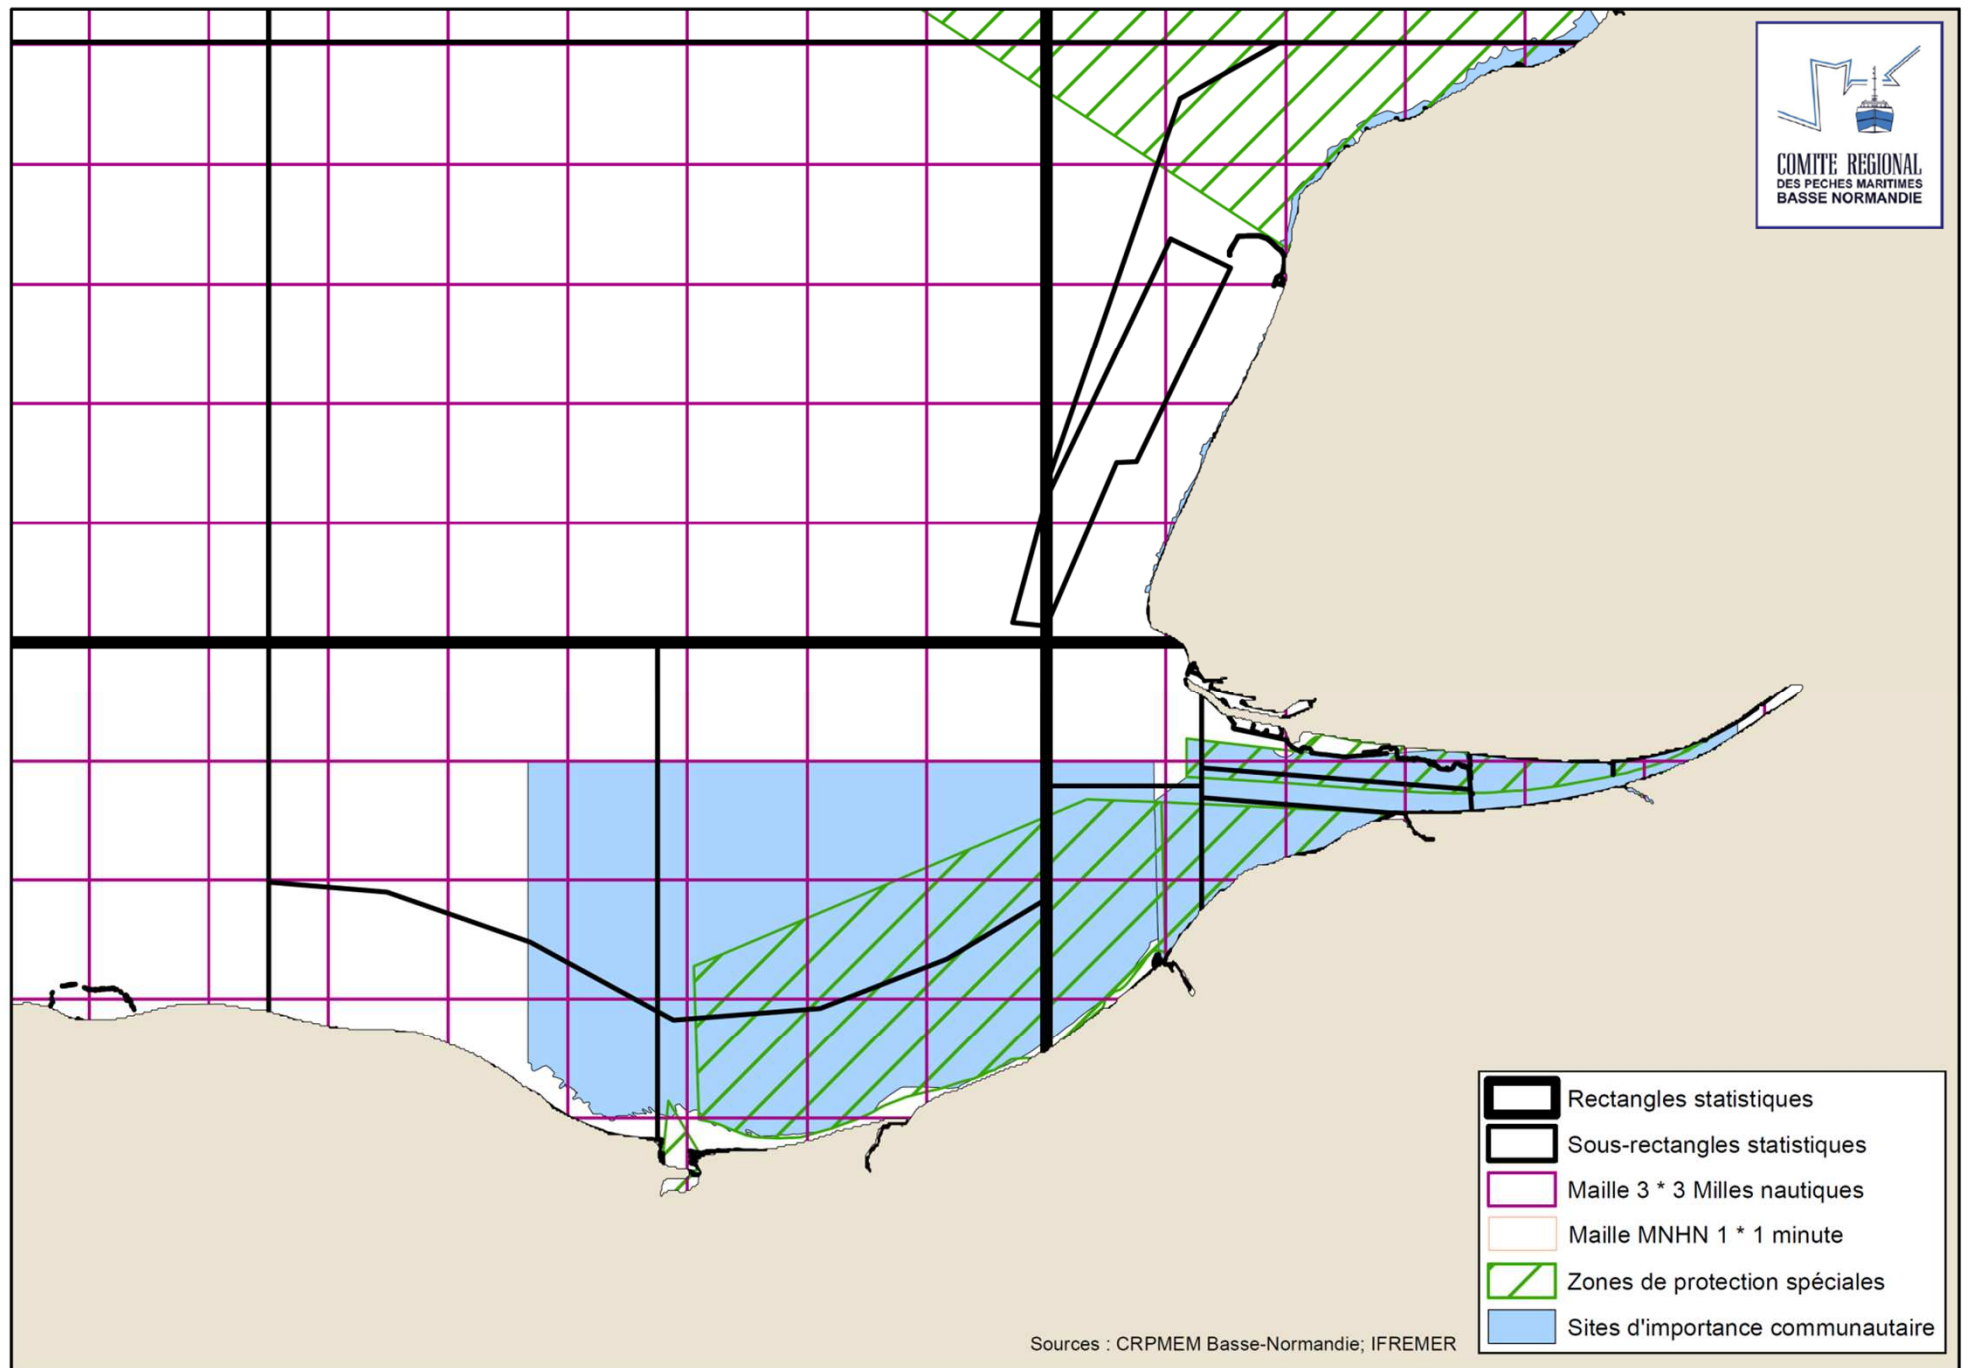 COMITE REGIONAL
DES PECHES MARITIMES
BASSE NORMANDIE
Rectangles statistiques
Sous-rectangles statistiques
Maille 3 * 3 Milles nautiques
Maille MNHN 1 * 1 minute
Zones de protection spéciales
Sites d'importance communautaire
Sources : CRPMEM Basse-Normandie; IFREMER